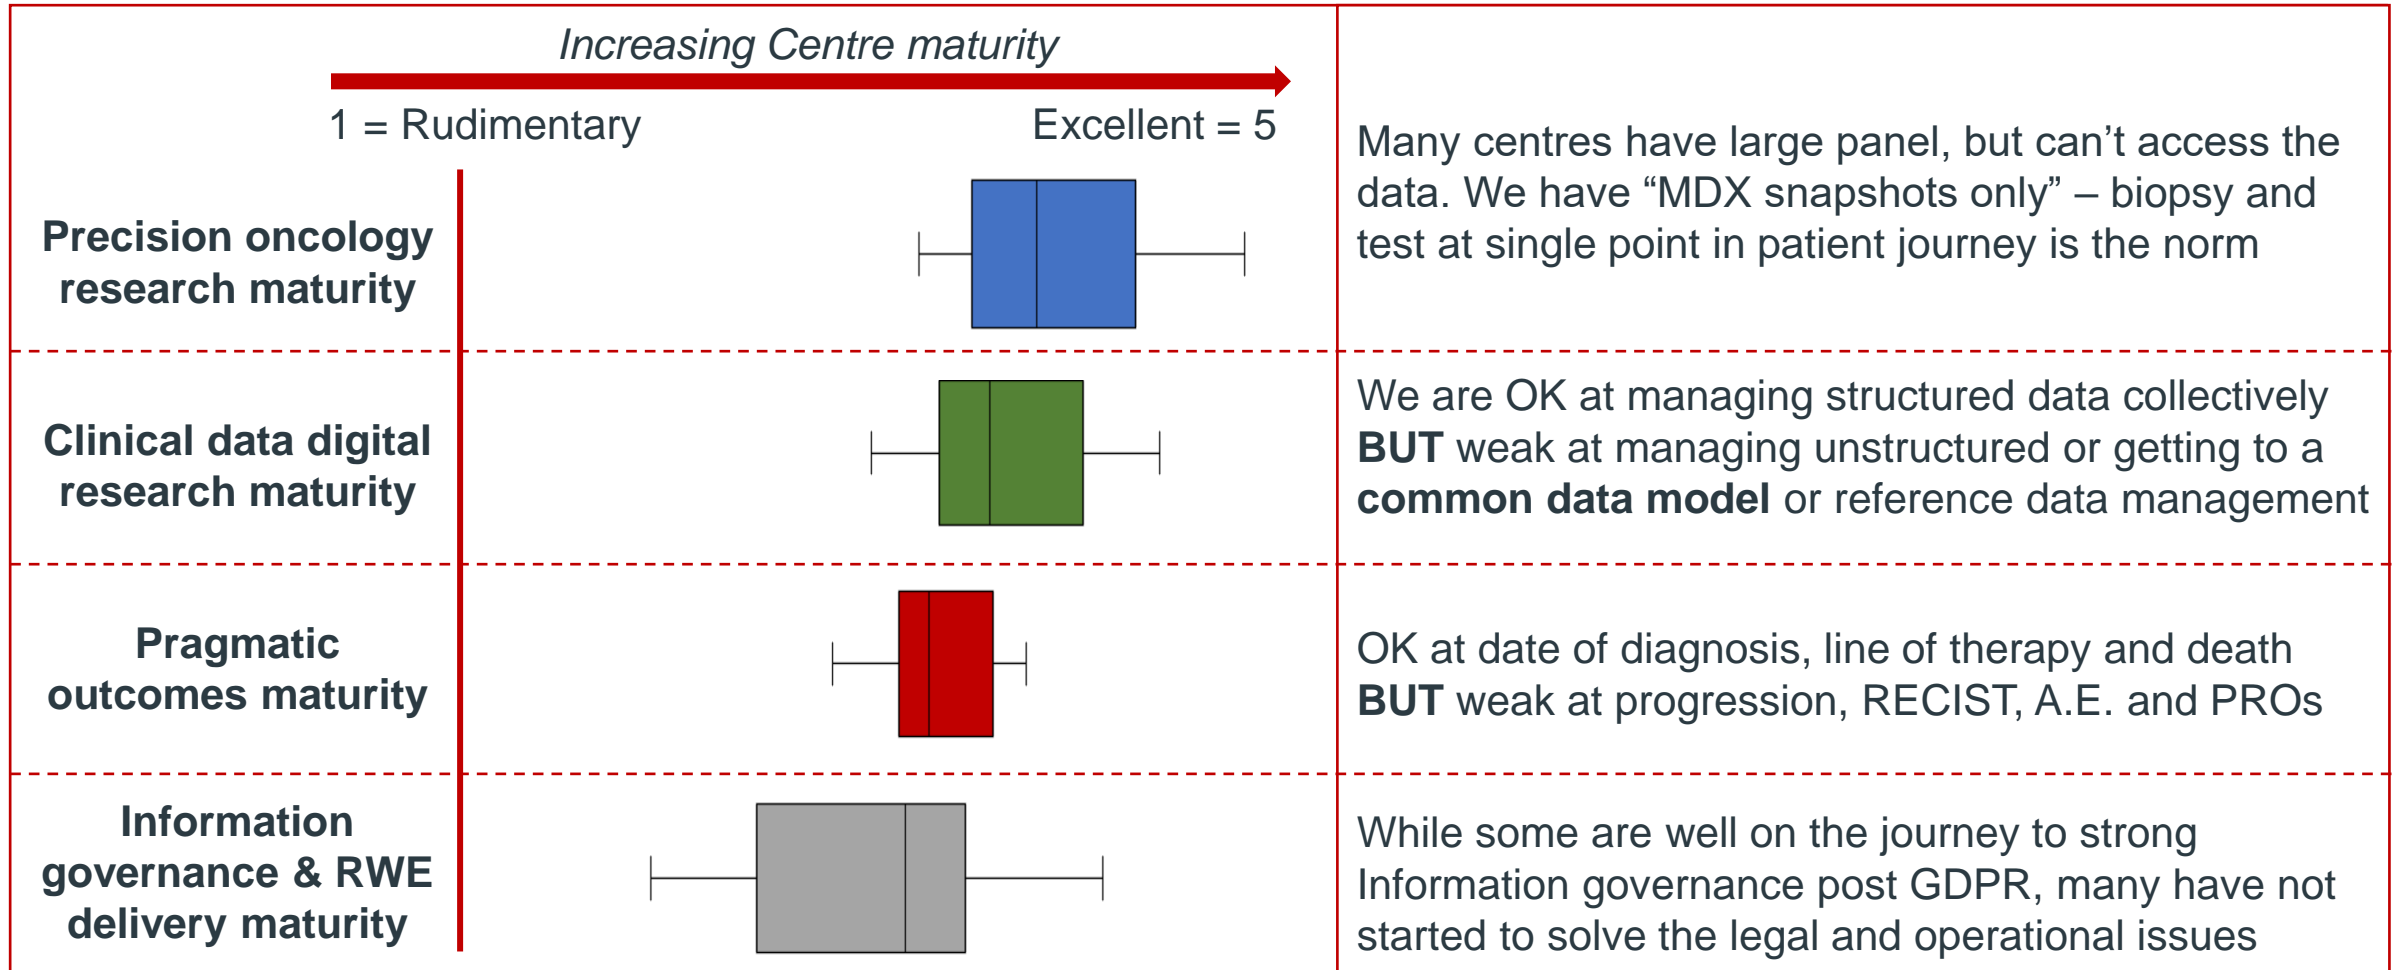 Increasing Centre maturity
1 = Rudimentary
Excellent = 5
Precision oncology
research maturity
Many centres have large panel, but can’t access the
data. We have “MDX snapshots only” – biopsy and
test at single point in patient journey is the norm
Clinical data digital
research maturity
We are OK at managing structured data collectively
BUT weak at managing unstructured or getting to a
common data model or reference data management
Pragmatic
outcomes maturity
OK at date of diagnosis, line of therapy and death
BUT weak at progression, RECIST, A.E. and PROs
Information
governance & RWE
delivery maturity
While some are well on the journey to strong
Information governance post GDPR, many have not
started to solve the legal and operational issues